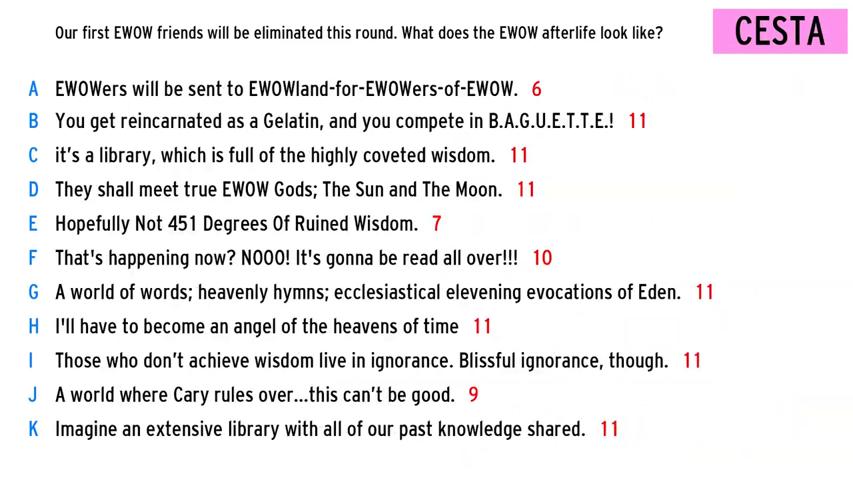 Our first EWOW friends will be eliminated this round. What does the EWOW afterlife look like?
CESTA
A EWOWers will be sent to EWOWland-for-EWOWers-of-EWOW. 6
B You get reincarnated as a Gelatin, and you compete in B.A.G.U.E.T.T.E.! 11
C it's a library, which is full of the highly coveted wisdom. 11
D They shall meet true EWOW Gods; The Sun and The Moon. 11
E Hopefully Not 451 Degrees Of Ruined Wisdom. 7
F That's happening now? NOOO! It's gonna be read all over!!! 10
G A world of words; heavenly hymns; ecclesiastical elevening evocations of Eden. 11
H I'll have to become an angel of the heavens of time 11
I Those who don't achieve wisdom live in ignorance. Blissful ignorance, though. 11
J A world where Cary rules over...this can't be good. 9
K Imagine an extensive library with all of our past knowledge shared. 11